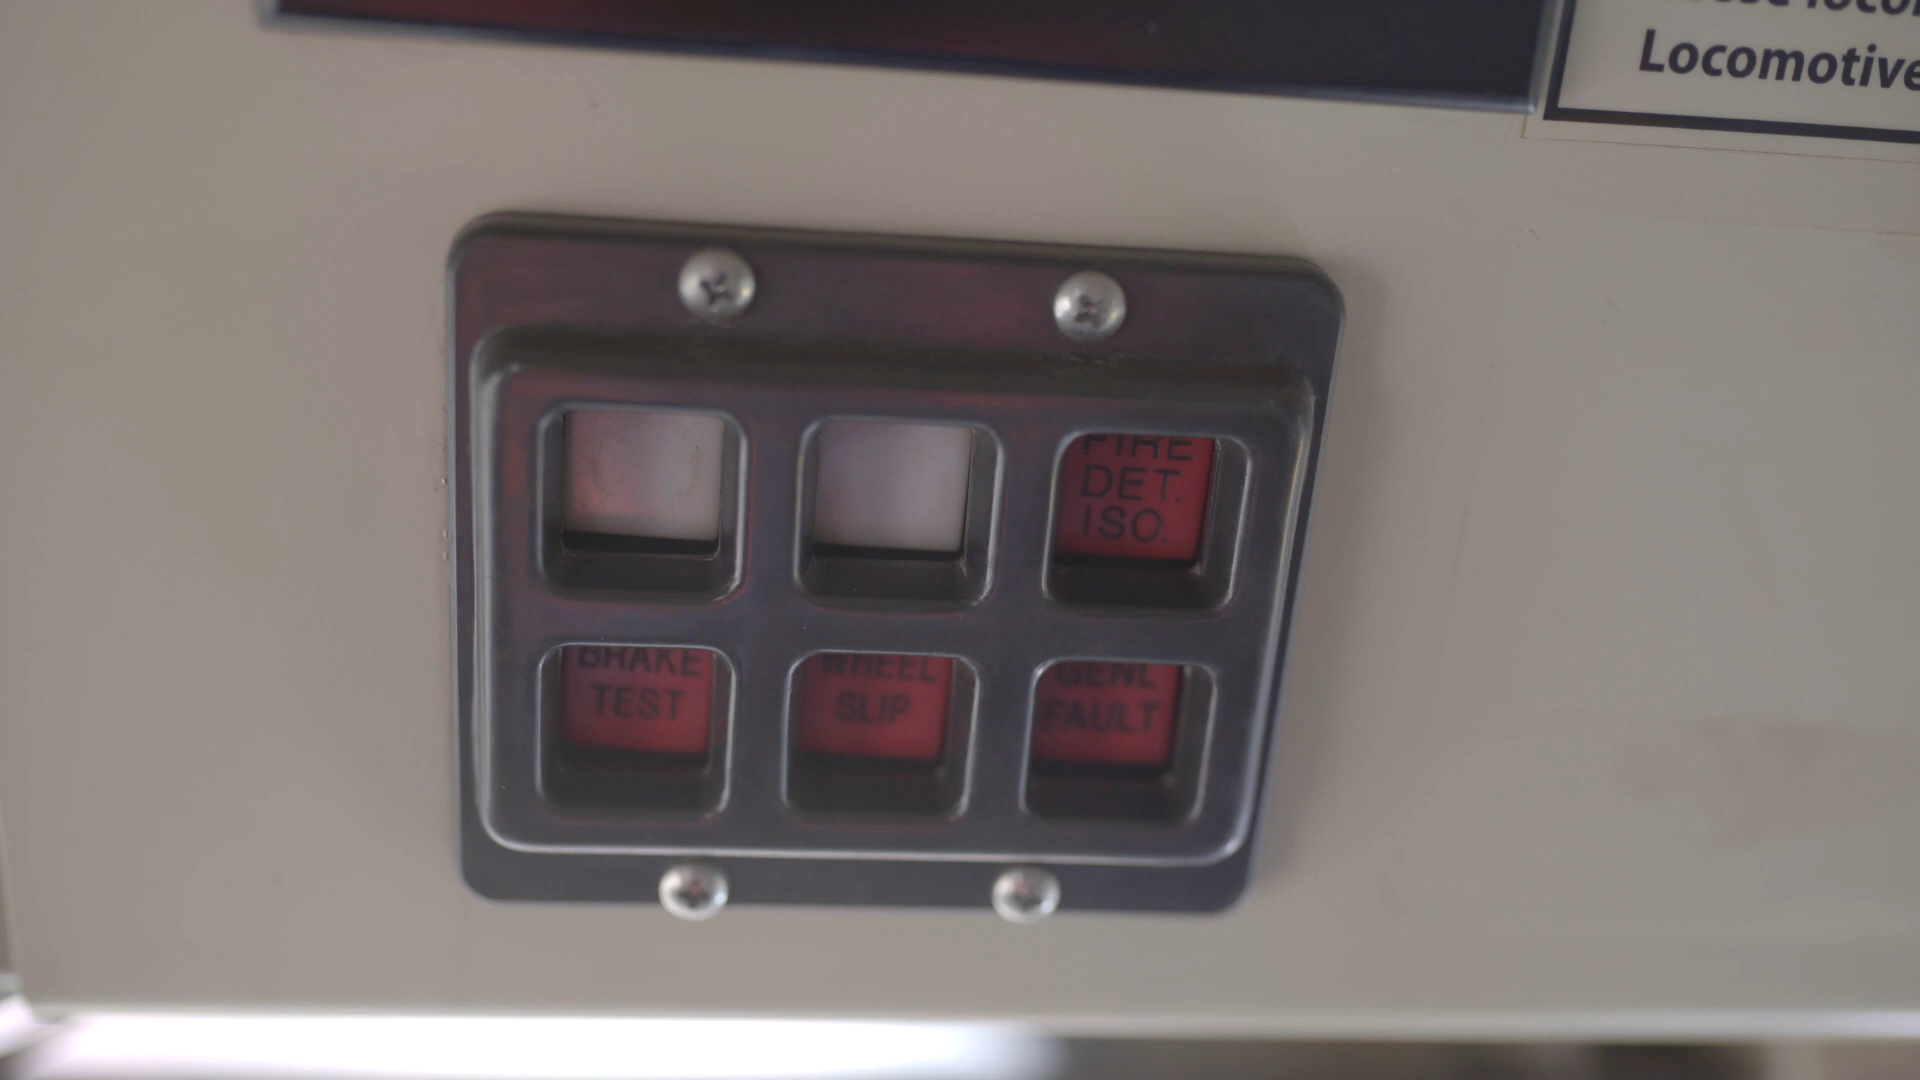 Locomotive
FIRE
DET.
ISO.
BRAKE
TEST
WHEEL
SLIP
GENL
FAULT